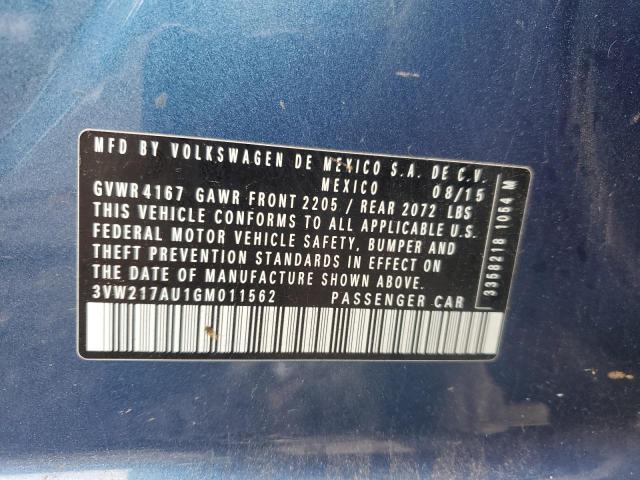 MFD BY VOLKSWAGEN DE MEXICO S.A. DE C.V.
MEXICO 08/15
GVWR 4167 GAWR FRONT 2205 / REAR 2072 LBS
THIS VEHICLE CONFORMS TO ALL APPLICABLE U.S.
FEDERAL MOTOR VEHICLE SAFETY, BUMPER AND
THEFT PREVENTION STANDARDS IN EFFECT ON
THE DATE OF MANUFACTURE SHOWN ABOVE.
3VW217AU1GM011562 PASSENGER CAR
3358218 1054 M